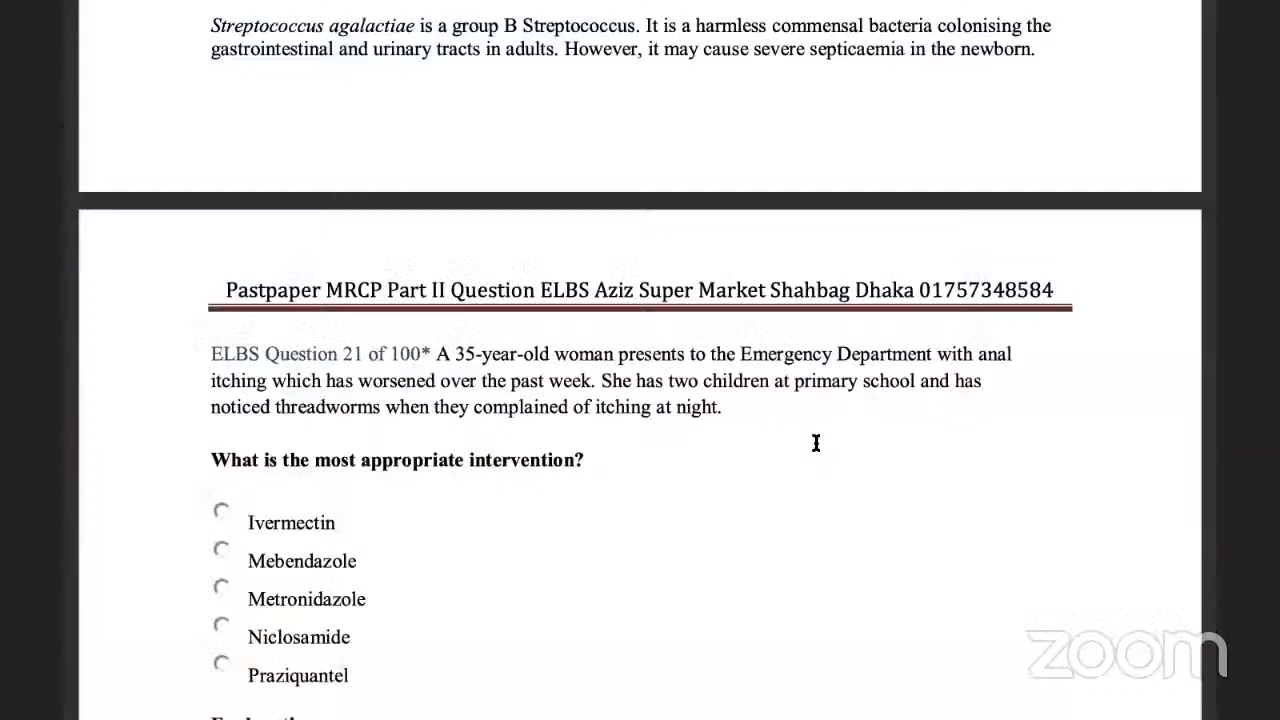 Streptococcus agalactiae is a group B Streptococcus. It is a harmless commensal bacteria colonising the
gastrointestinal and urinary tracts in adults. However, it may cause severe septicaemia in the newborn.
Pastpaper MRCP Part II Question ELBS Aziz Super Market Shahbag Dhaka 01757348584
ELBS Question 21 of 100* A 35-year-old woman presents to the Emergency Department with anal
itching which has worsened over the past week. She has two children at primary school and has
noticed threadworms when they complained of itching at night.
What is the most appropriate intervention?
Ivermectin
Mebendazole
Metronidazole
Niclosamide
Praziquantel
zoom